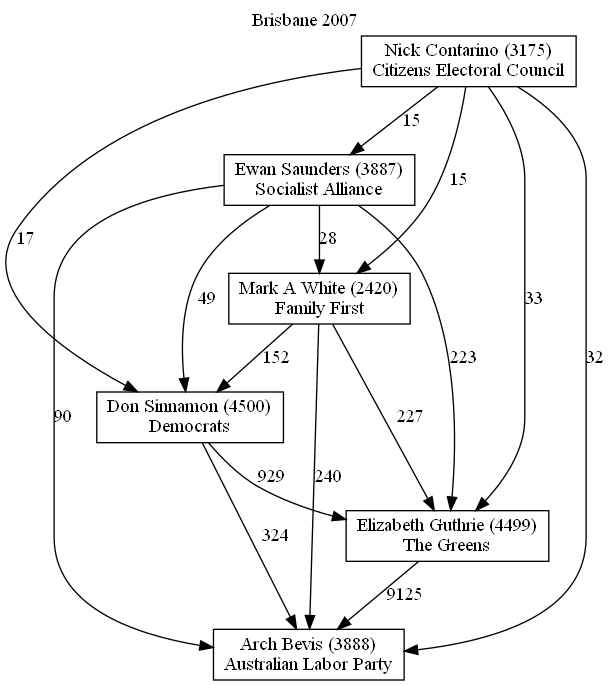 Brisbane 2007
Nick Contarino (3175)
Citizens Electoral Council
15
Ewan Saunders (3887)
Socialist Alliance
15
17
28
Mark A White (2420)
Family First
49
33
152
223
32
Don Sinnamon (4500)
Democrats
90
227
929
240
324
Elizabeth Guthrie (4499)
The Greens
9125
Arch Bevis (3888)
Australian Labor Party